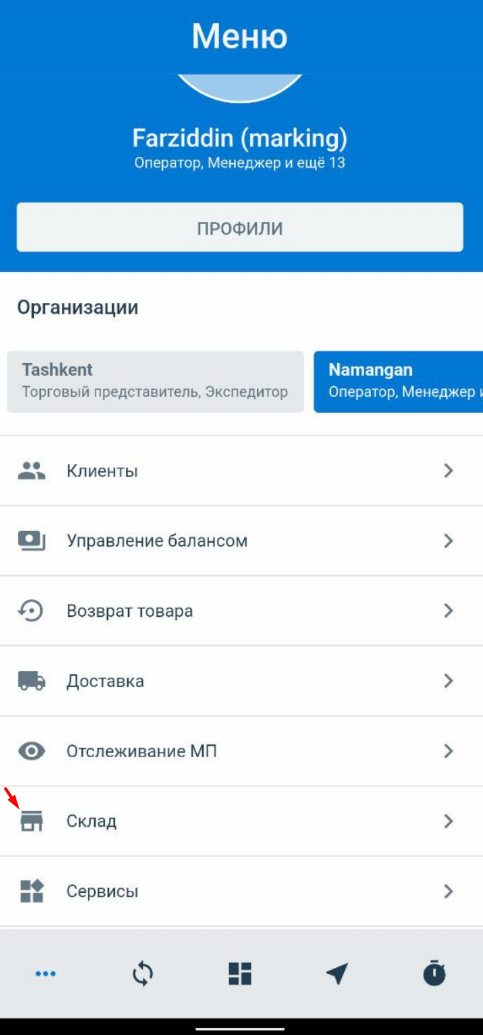 Меню
Farziddin (marking)
Оператор, Менеджер и ещё 13
ПРОФИЛИ
Организации
Tashkent
Торговый представитель, Экспедитор
Namangan
Оператор, Менеджер и
Клиенты
Управление балансом
Возврат товара
Доставка
Отслеживание МП
Склад
Сервисы